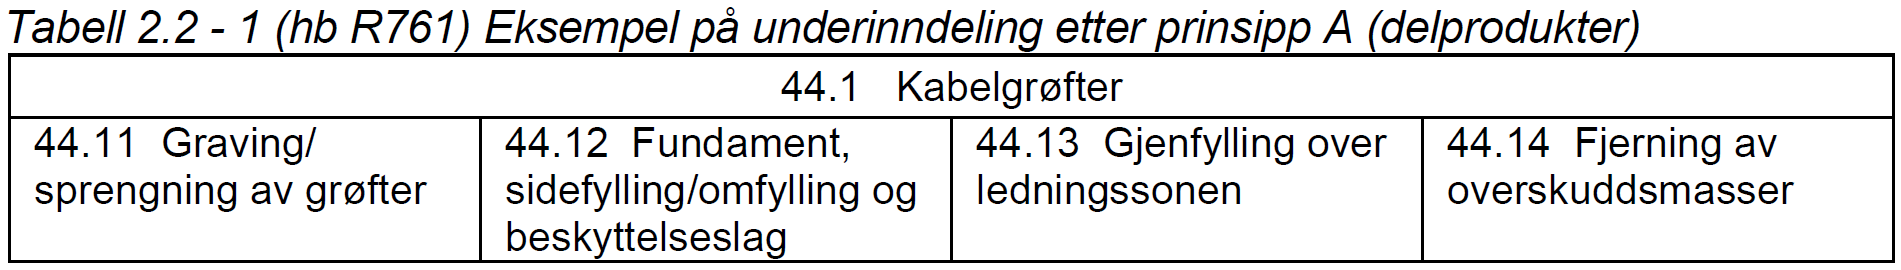 Tabell 2.2 - 1 (hb R761) Eksempel på underinndeling etter prinsipp A (delprodukter)
44.1 Kabelgrøfter
44.11 Graving/
sprengning av grøfter
44.12 Fundament,
sidefylling/omfylling og
beskyttelseslag
44.13 Gjenfylling over
ledningssonen
44.14 Fjerning av
overskuddsmasser